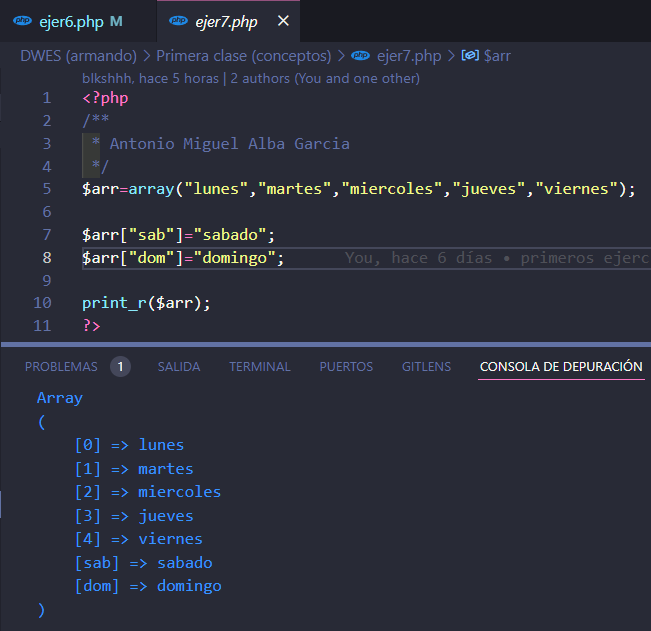 php ejer6.php M php ejer7.php ×
DWES (armando) > Primera clase (conceptos) > php ejer7.php > $arr
blkshhh, hace 5 horas | 2 authors (You and one other)
1 <?php
2 /**
3 * Antonio Miguel Alba Garcia
4 */
5 $arr=array("lunes","martes","miercoles","jueves","viernes");
6
7 $arr["sab"]="sabado";
8 $arr["dom"]="domingo"; You, hace 6 días • primeros ejerc
9
10 print_r($arr);
11 ?>
PROBLEMAS 1 SALIDA TERMINAL PUERTOS GITLENS CONSOLA DE DEPURACIÓN
Array
(
[0] => lunes
[1] => martes
[2] => miercoles
[3] => jueves
[4] => viernes
[sab] => sabado
[dom] => domingo
)